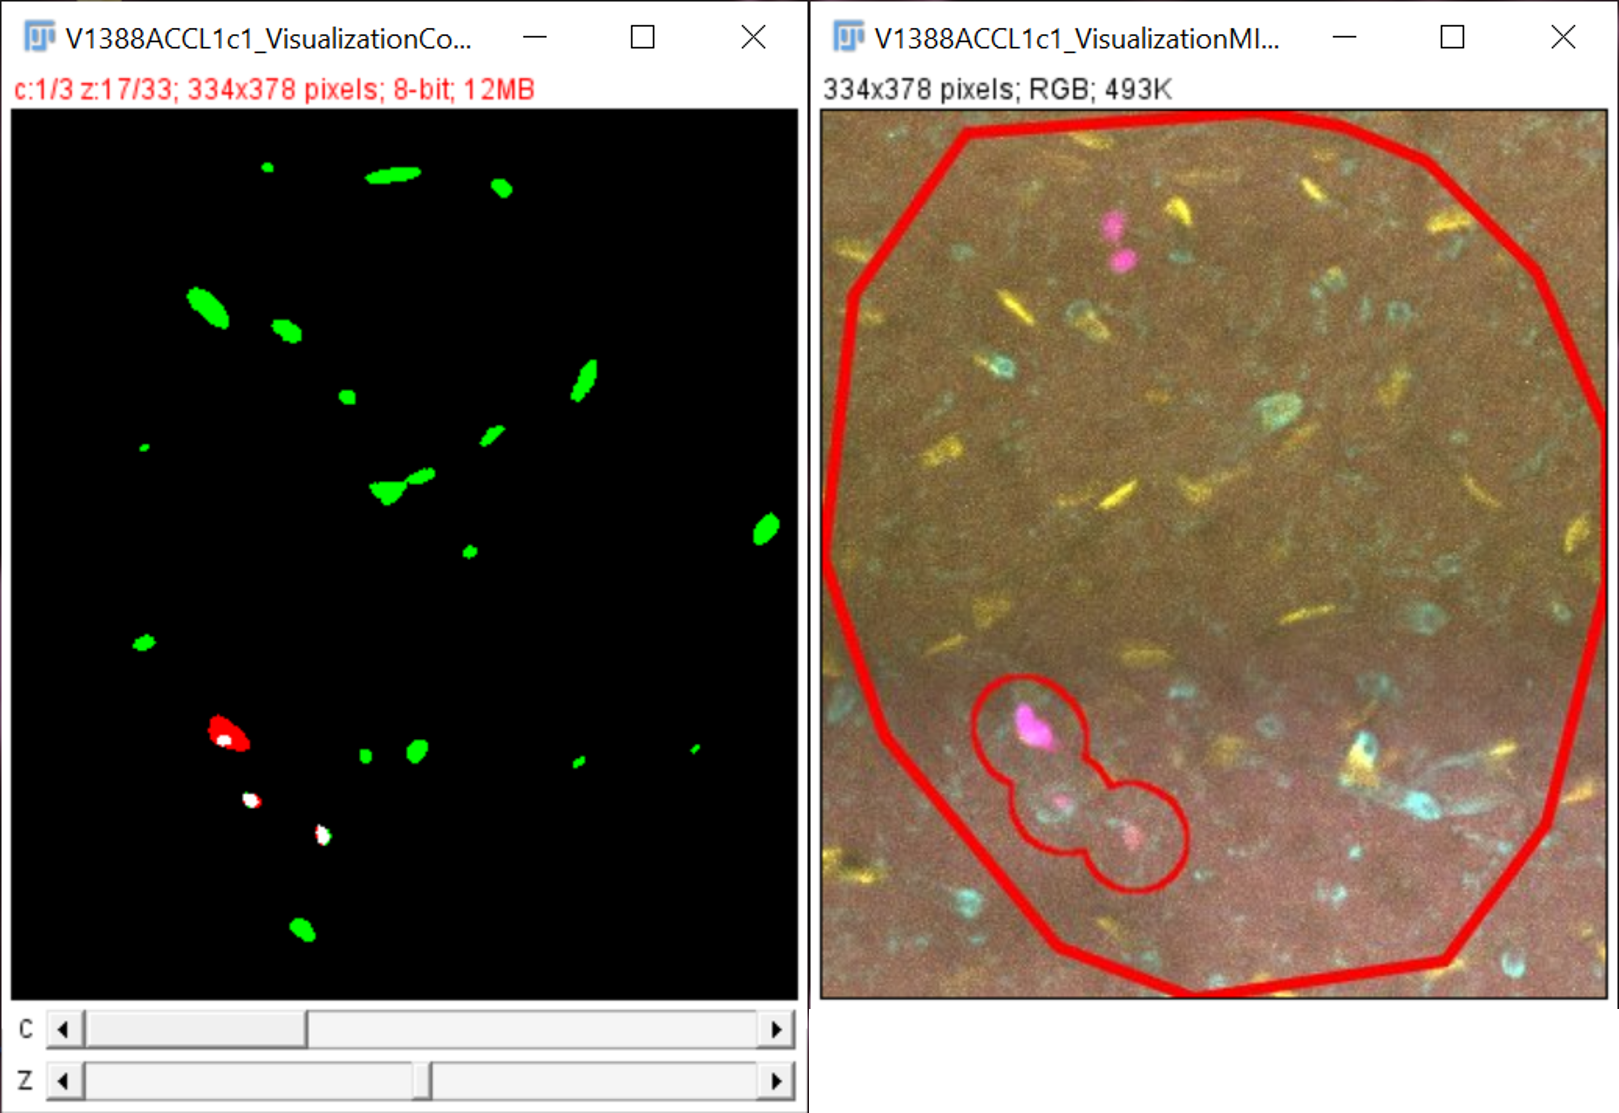 V1388ACCL1c1_VisualizationCo...
c:1/3 z:17/33; 334x378 pixels; 8-bit; 12MB
C
Z
V1388ACCL1c1_VisualizationMI...
334x378 pixels; RGB; 493K